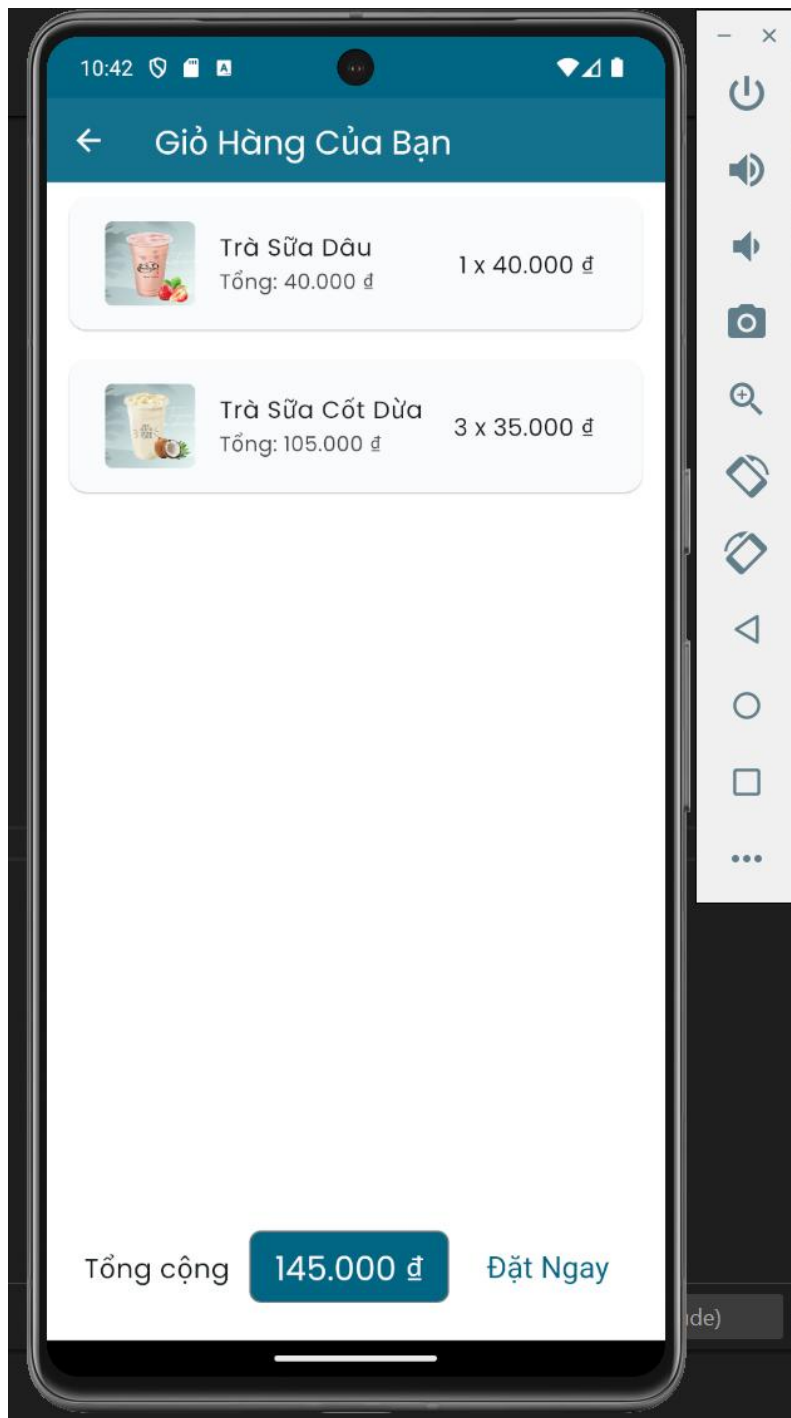 10:42
Giỏ Hàng Của Bạn
Trà Sữa Dâu
Tổng: 40.000 ₫
1 x 40.000 ₫
Trà Sữa Cốt Dừa
Tổng: 105.000 ₫
3 x 35.000 ₫
Tổng cộng 145.000 ₫ Đặt Ngay